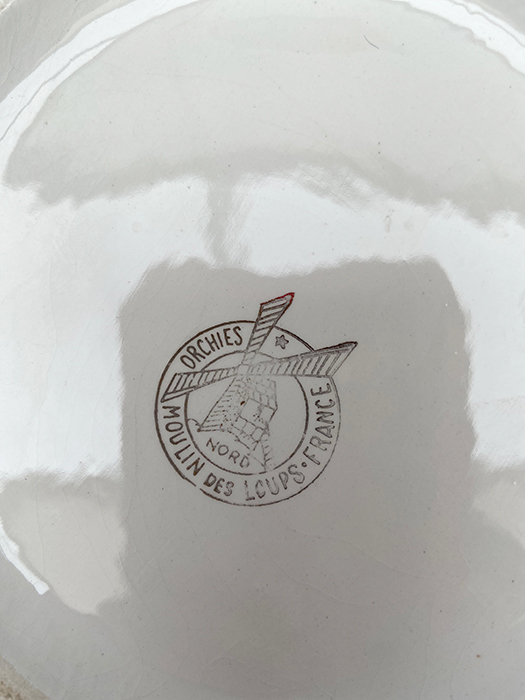 ORCHIES
MOULIN DES LOUPS · FRANCE
NORD